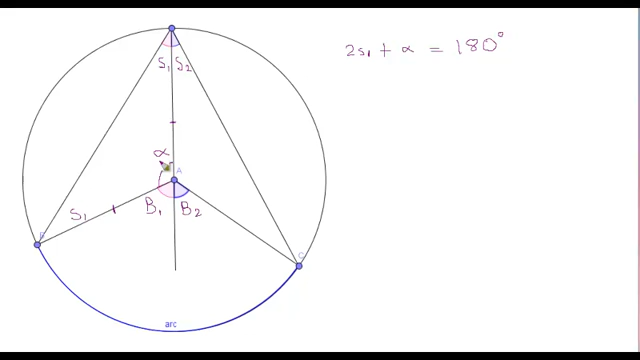 2s₁ + α = 180°
S₁ S₂
α
A
S₁
B₁ B₂
C
arc